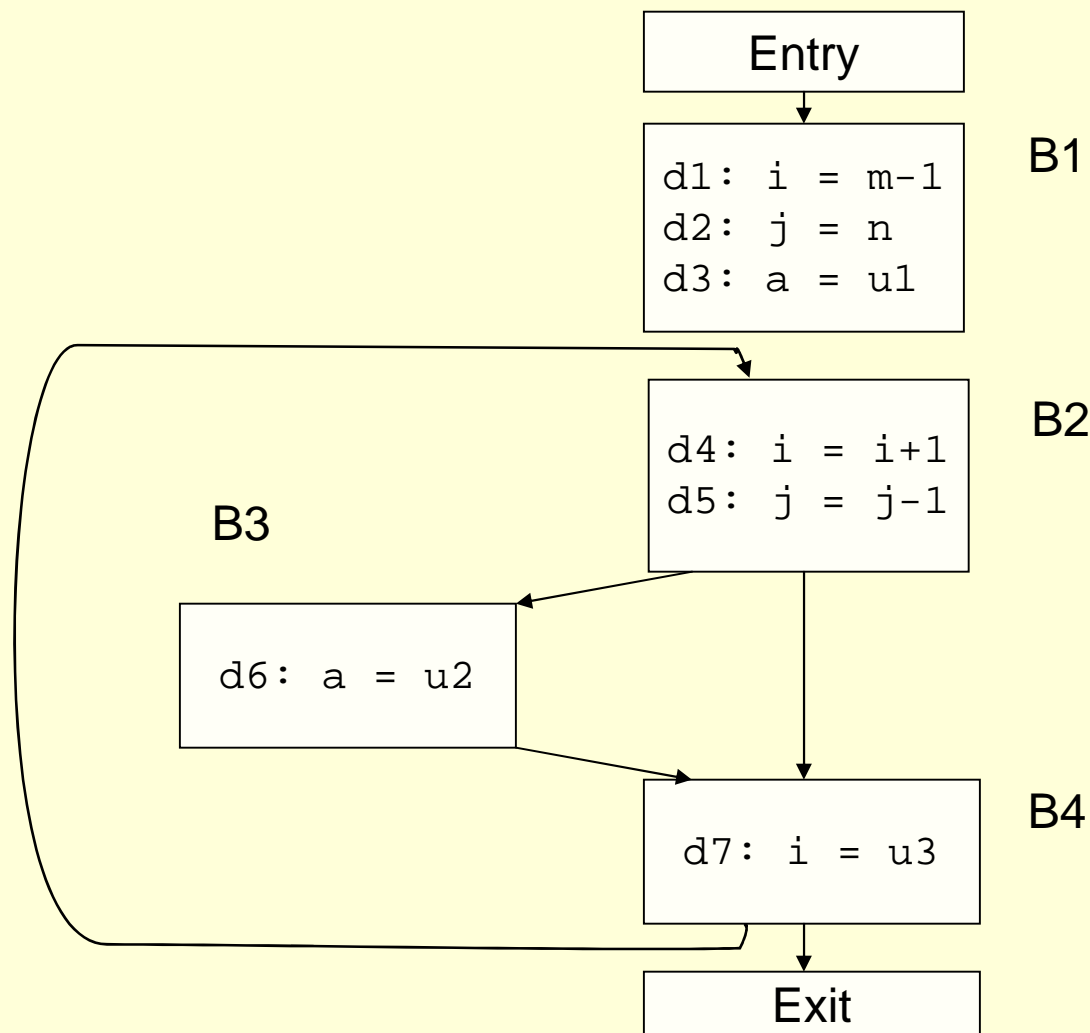 Entry
B1
d1: i = m-1
d2: j = n
d3: a = u1
B2
d4: i = i+1
d5: j = j-1
B3
d6: a = u2
B4
d7: i = u3
Exit